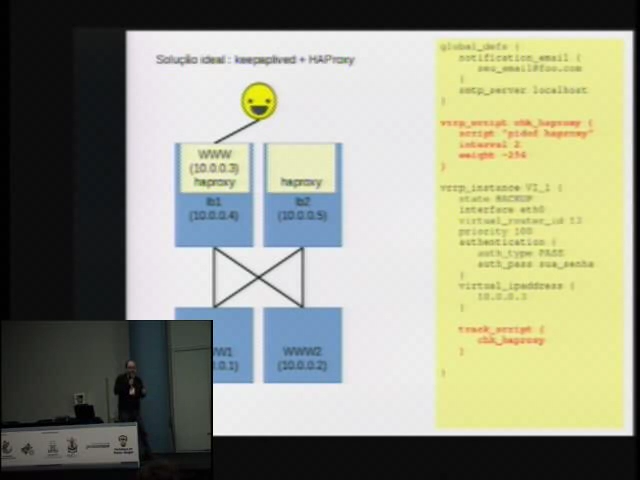 Solução ideal : keepaplived + HAProxy
WWW
(10.0.0.3)
haproxy
lb1
(10.0.0.4)
haproxy
lb2
(10.0.0.5)
WW1
0.1)
WWW2
(10.0.0.2)
global_defs {
notification_email {
seu_email@foo.com
}
smtp_server localhost
}
vrrp_script chk_haproxy {
script "pidof haproxy"
interval 2
weight -254
}
vrrp_instance VI_1 {
state BACKUP
interface eth0
virtual_router_id 13
priority 100
authentication {
auth_type PASS
auth_pass sua_senha
}
virtual_ipaddress {
10.0.0.3
}
track_script {
chk_haproxy
}
}